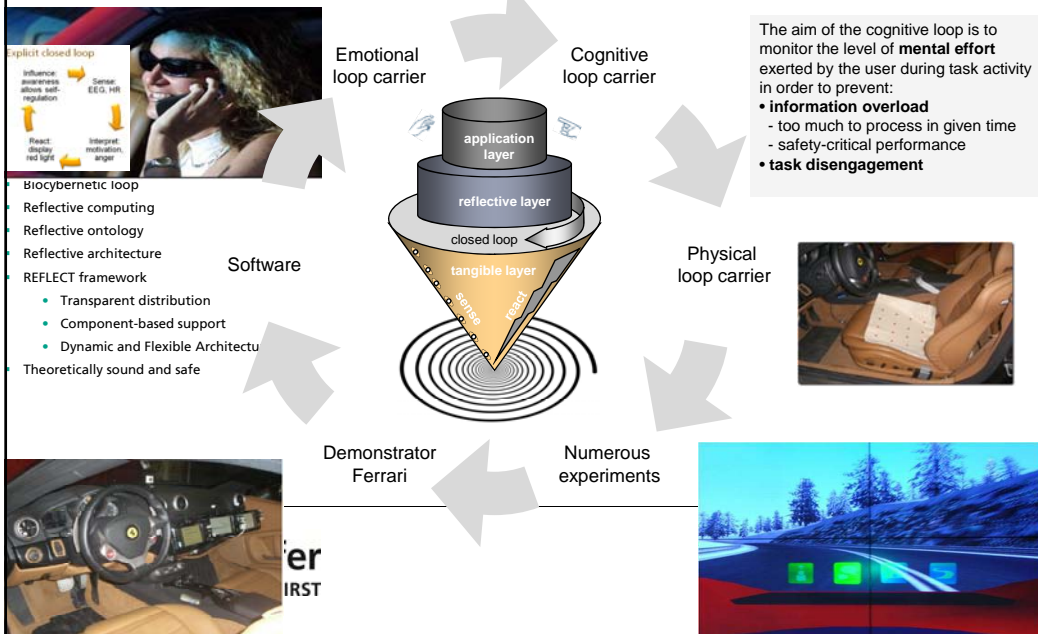 Explicit closed loop
Influence:
awareness
allows self-
regulation
Sense:
EEG, HR
React:
display
red light
Interpret:
motivation,
anger
Emotional
loop carrier
Cognitive
loop carrier
The aim of the cognitive loop is to
monitor the level of mental effort
exerted by the user during task activity
in order to prevent:
• information overload
- too much to process in given time
- safety-critical performance
• task disengagement
application
layer
reflective layer
closed loop
tangible layer
sense
react
Biocybernetic loop
Reflective computing
Reflective ontology
Reflective architecture
REFLECT framework
• Transparent distribution
• Component-based support
• Dynamic and Flexible Architectu
Theoretically sound and safe
Software
Physical
loop carrier
Demonstrator
Ferrari
Numerous
experiments
fer
IRST